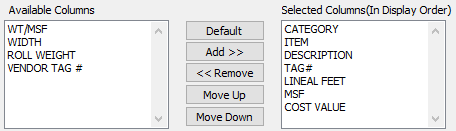 Available Columns
WT/MSF
WIDTH
ROLL WEIGHT
VENDOR TAG #
Default
Add >>
<< Remove
Move Up
Move Down
Selected Columns(In Display Order)
CATEGORY
ITEM
DESCRIPTION
TAG#
LINEAL FEET
MSF
COST VALUE